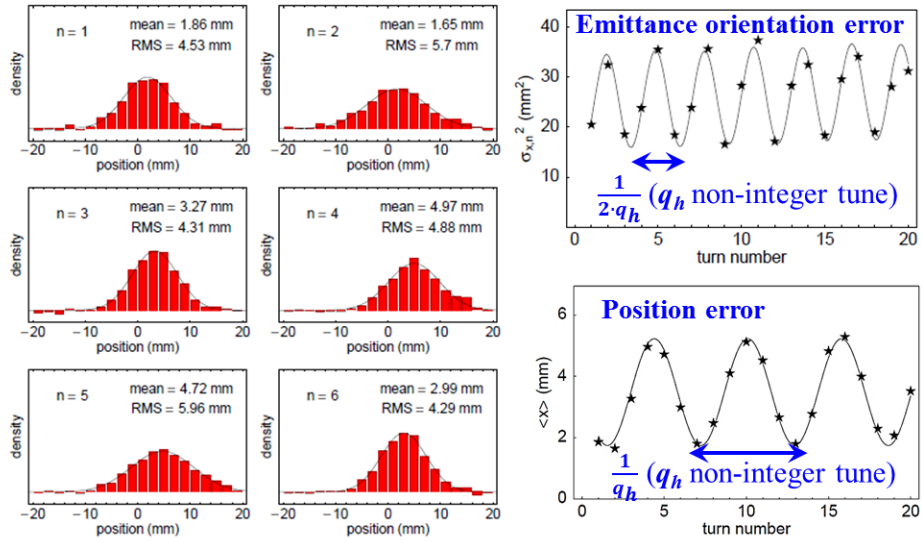 n = 1
mean = 1.86 mm
RMS = 4.53 mm
density
−20 −10 0 10 20
position (mm)
n = 2
mean = 1.65 mm
RMS = 5.7 mm
density
−20 −10 0 10 20
position (mm)
n = 3
mean = 3.27 mm
RMS = 4.31 mm
density
−20 −10 0 10 20
position (mm)
n = 4
mean = 4.97 mm
RMS = 4.88 mm
density
−20 −10 0 10 20
position (mm)
n = 5
mean = 4.72 mm
RMS = 5.96 mm
density
−20 −10 0 10 20
position (mm)
n = 6
mean = 2.99 mm
RMS = 4.29 mm
density
−20 −10 0 10 20
position (mm)
Emittance orientation error
40
30
20
10
σx,n² (mm²)
1/(2·qh) (qh non-integer tune)
0 5 10 15 20
turn number
Position error
6
4
2
0
<x> (mm)
1/qh (qh non-integer tune)
0 5 10 15 20
turn number